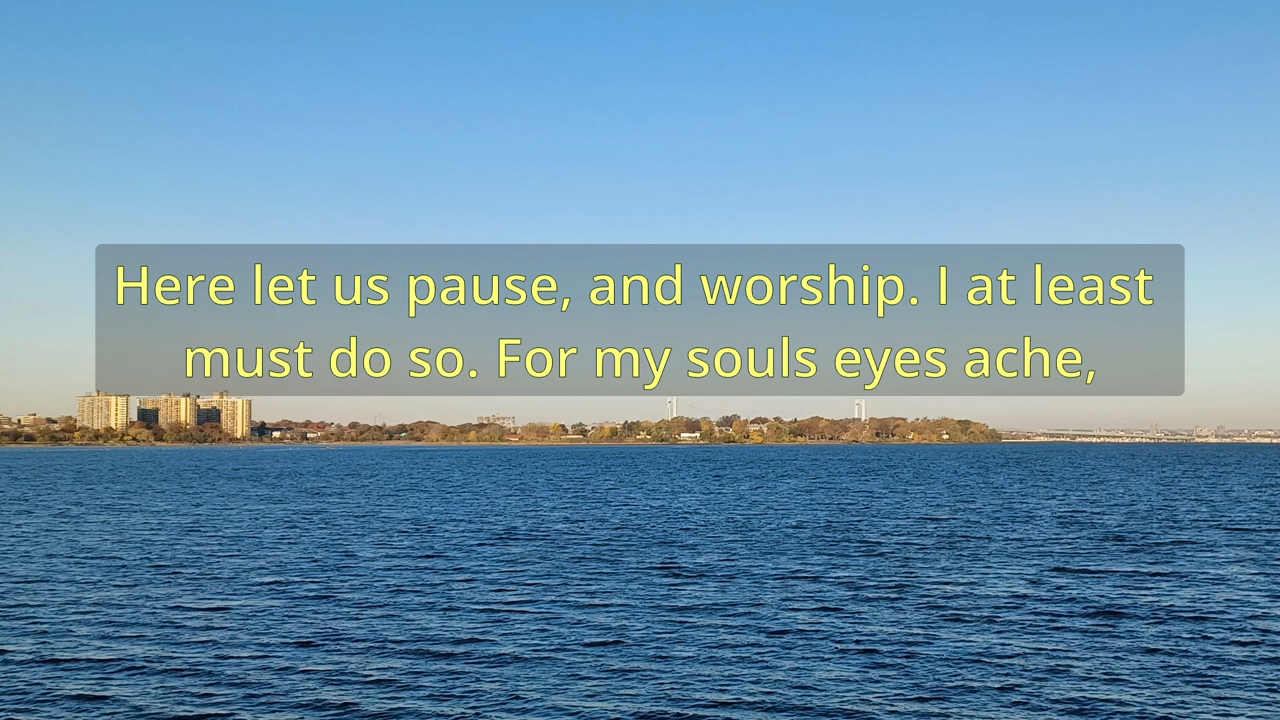 Here let us pause, and worship. I at least
must do so. For my souls eyes ache,